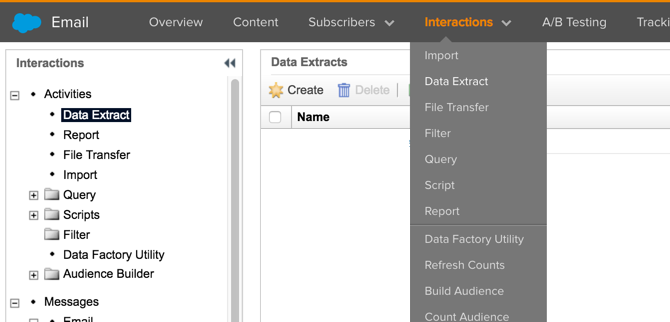 Email Overview Content Subscribers Interactions A/B Testing Tracki
Interactions
Activities
Data Extract
Report
File Transfer
Import
Query
Scripts
Filter
Data Factory Utility
Audience Builder
Messages
Email
Data Extracts
Create Delete
Name
Import
Data Extract
File Transfer
Filter
Query
Script
Report
Data Factory Utility
Refresh Counts
Build Audience
Count Audience